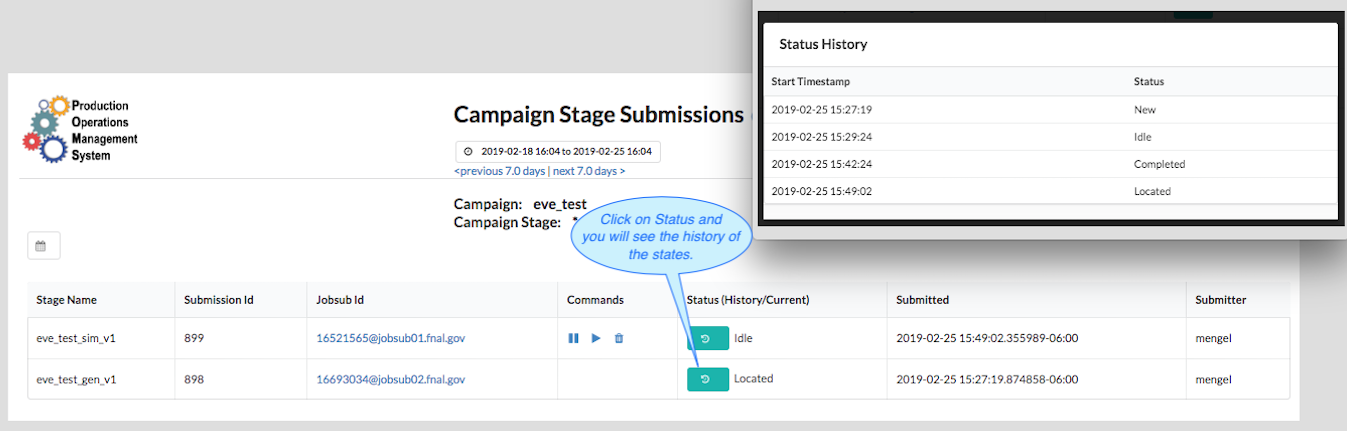 Status History
Start Timestamp Status
2019-02-25 15:27:19 New
2019-02-25 15:29:24 Idle
2019-02-25 15:42:24 Completed
2019-02-25 15:49:02 Located
Production
Operations
Management
System
Campaign Stage Submissions
2019-02-18 16:04 to 2019-02-25 16:04
<previous 7.0 days | next 7.0 days >
Campaign: eve_test
Campaign Stage: *
Click on Status and
you will see the history of
the states.
Stage Name Submission Id Jobsub Id Commands Status (History/Current) Submitted Submitter
eve_test_sim_v1 899 16521565@jobsub01.fnal.gov Idle 2019-02-25 15:49:02.355989-06:00 mengel
eve_test_gen_v1 898 16693034@jobsub02.fnal.gov Located 2019-02-25 15:27:19.874858-06:00 mengel